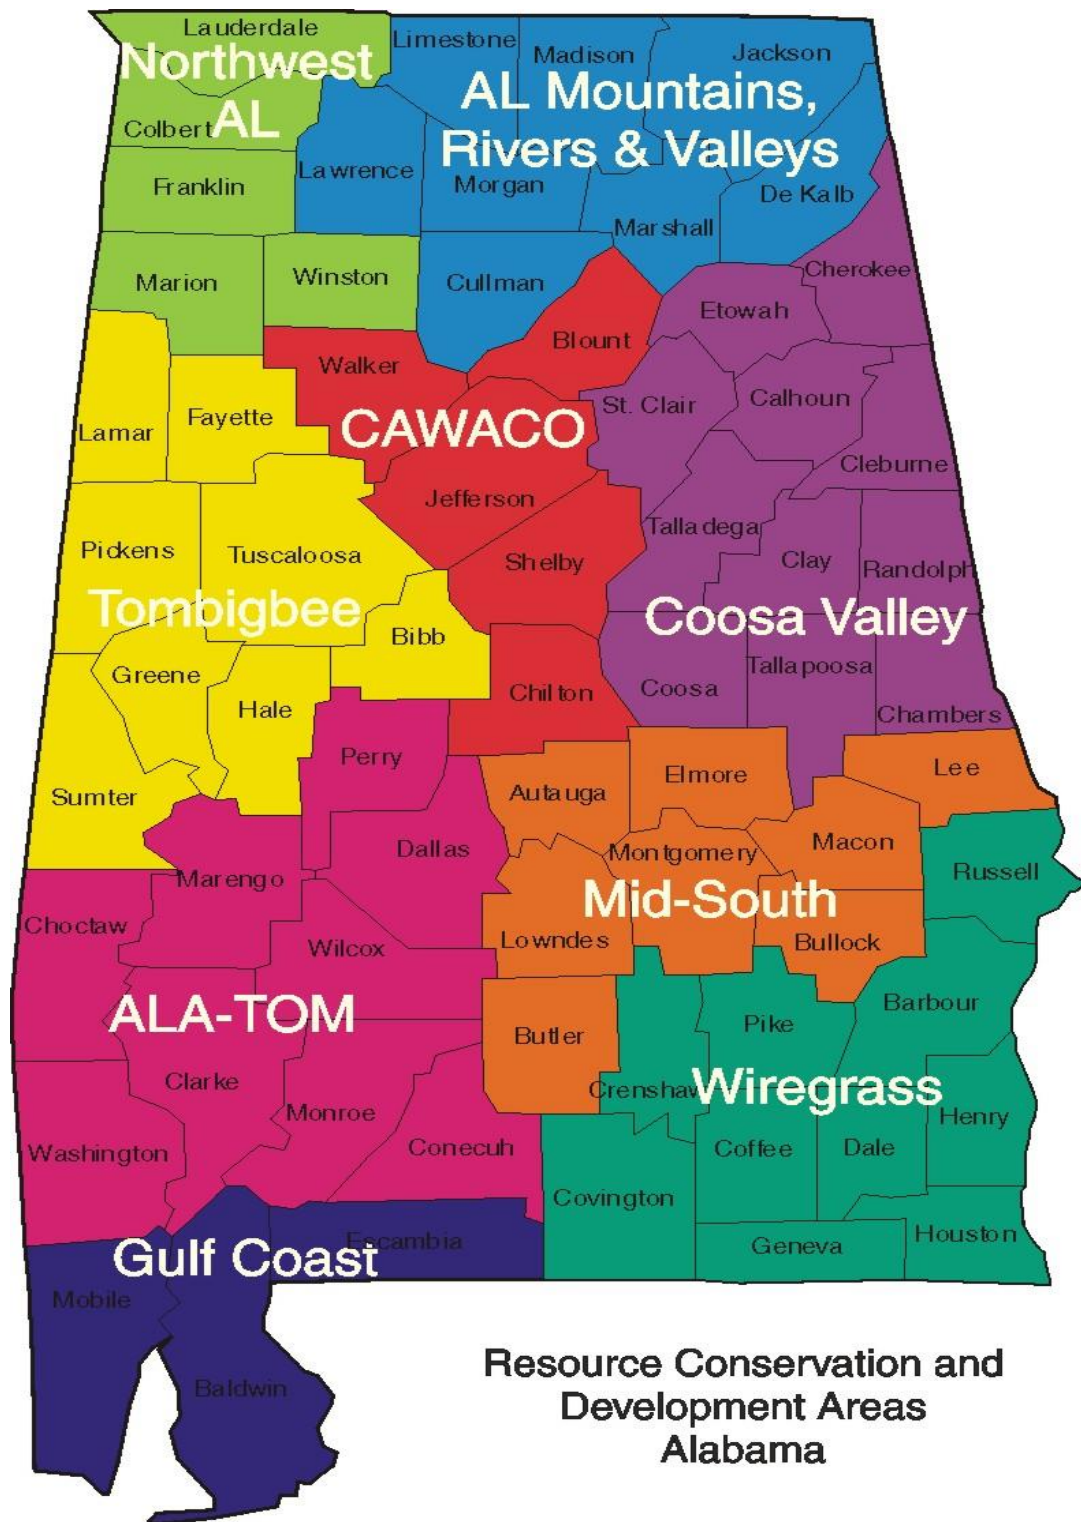 Lauderdale
Limestone
Madison
Jackson
Northwest
AL
AL Mountains,
Rivers & Valleys
Colbert
Franklin
Lawrence
Morgan
De Kalb
Marshall
Marion
Winston
Cullman
Cherokee
Etowah
Blount
Walker
St. Clair
Calhoun
Lamar
Fayette
CAWACO
Cleburne
Jefferson
Talladega
Pickens
Tuscaloosa
Shelby
Clay
Randolph
Tombigbee
Coosa Valley
Bibb
Greene
Hale
Chilton
Coosa
Tallapoosa
Chambers
Perry
Sumter
Autauga
Elmore
Lee
Dallas
Montgomery
Macon
Russell
Marengo
Mid-South
Choctaw
Wilcox
Lowndes
Bullock
ALA-TOM
Butler
Pike
Barbour
Clarke
Monroe
Crenshaw
Wiregrass
Henry
Washington
Conecuh
Coffee
Dale
Covington
Escambia
Geneva
Houston
Gulf Coast
Mobile
Baldwin
Resource Conservation and
Development Areas
Alabama